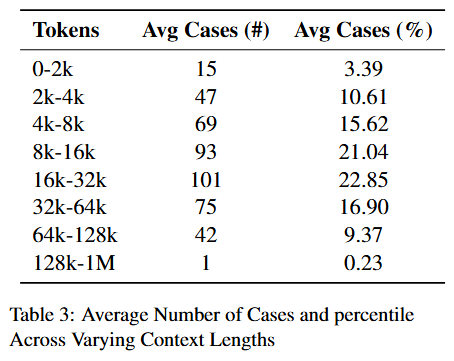 Tokens Avg Cases (#) Avg Cases (%)
0-2k 15 3.39
2k-4k 47 10.61
4k-8k 69 15.62
8k-16k 93 21.04
16k-32k 101 22.85
32k-64k 75 16.90
64k-128k 42 9.37
128k-1M 1 0.23
Table 3: Average Number of Cases and percentile
Across Varying Context Lengths